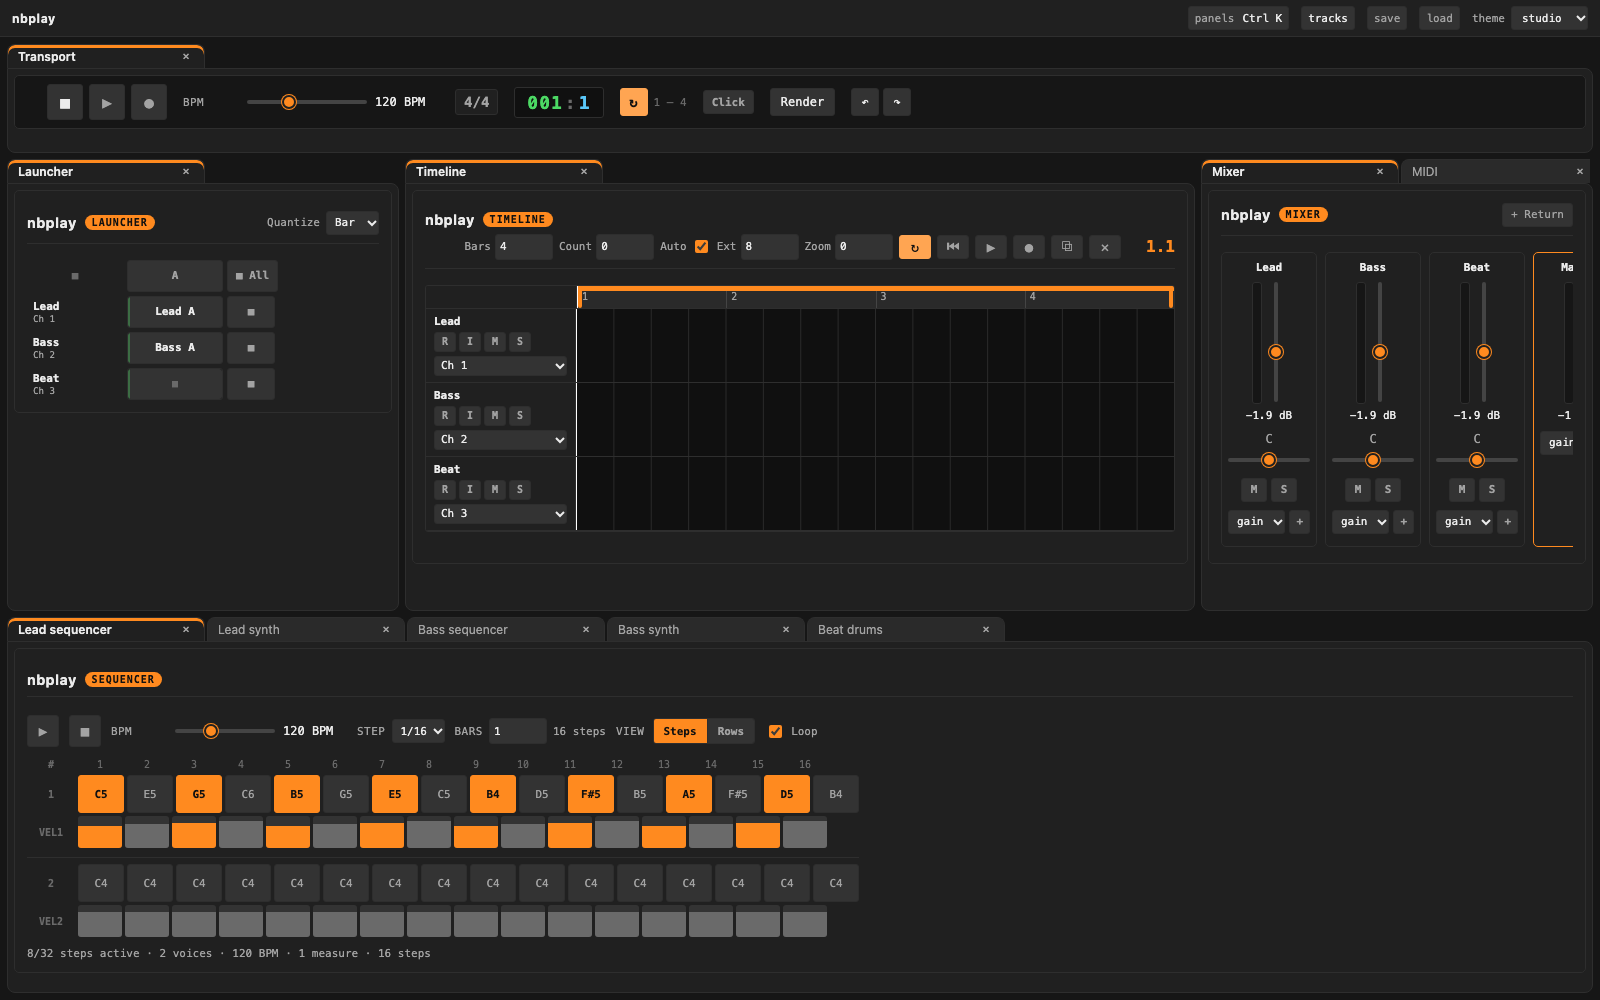 nbplay panels Ctrl K tracks save load theme studio
Transport ×
BPM 120 BPM 4/4 001:1 1 – 4 Click Render
Launcher ×
nbplay LAUNCHER Quantize Bar
A All
Lead
Ch 1
Lead A
Bass
Ch 2
Bass A
Beat
Ch 3
Timeline ×
nbplay TIMELINE
Bars 4 Count 0 Auto Ext 8 Zoom 0 × 1.1
1 2 3 4
Lead
R I M S
Ch 1
Bass
R I M S
Ch 2
Beat
R I M S
Ch 3
Mixer × MIDI ×
nbplay MIXER + Return
Lead Bass Beat Ma
−1.9 dB −1.9 dB −1.9 dB −1
C C C
M S M S M S
gain + gain + gain + gain
Lead sequencer × Lead synth × Bass sequencer × Bass synth × Beat drums ×
nbplay SEQUENCER
BPM 120 BPM STEP 1/16 BARS 1 16 steps VIEW Steps Rows Loop
# 1 2 3 4 5 6 7 8 9 10 11 12 13 14 15 16
1 C5 E5 G5 C6 B5 G5 E5 C5 B4 D5 F#5 B5 A5 F#5 D5 B4
VEL1
2 C4 C4 C4 C4 C4 C4 C4 C4 C4 C4 C4 C4 C4 C4 C4 C4
VEL2
8/32 steps active · 2 voices · 120 BPM · 1 measure · 16 steps